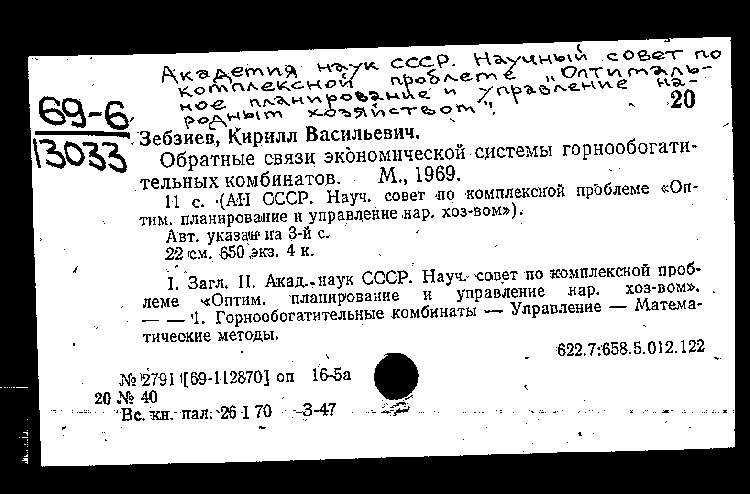 Академия наук СССР. Научный совет по
комплексной проблеме „Оптималь-
ное планирование и управление на-
родным хозяйством".
20
69-6
13033
Зебзиев, Кирилл Васильевич.
Обратные связи экономической системы горнообогати-
тельных комбинатов. М., 1969.
11 с. (АН СССР. Науч. совет по комплексной проблеме «Оп-
тим. планирование и управление нар. хоз-вом»).
Авт. указан на 3-й с.
22 см. 650 экз. 4 к.
I. Загл. II. Акад. наук СССР. Науч. совет по комплексной проб-
леме «Оптим. планирование и управление нар. хоз-вом».
— — 1. Горнообогатительные комбинаты — Управление — Матема-
тические методы.
622.7:658.5.012.122
№ 2791 [69-112870] оп 16-5а
20 № 40
Вс. кн. пал. 26 I 70 З-47